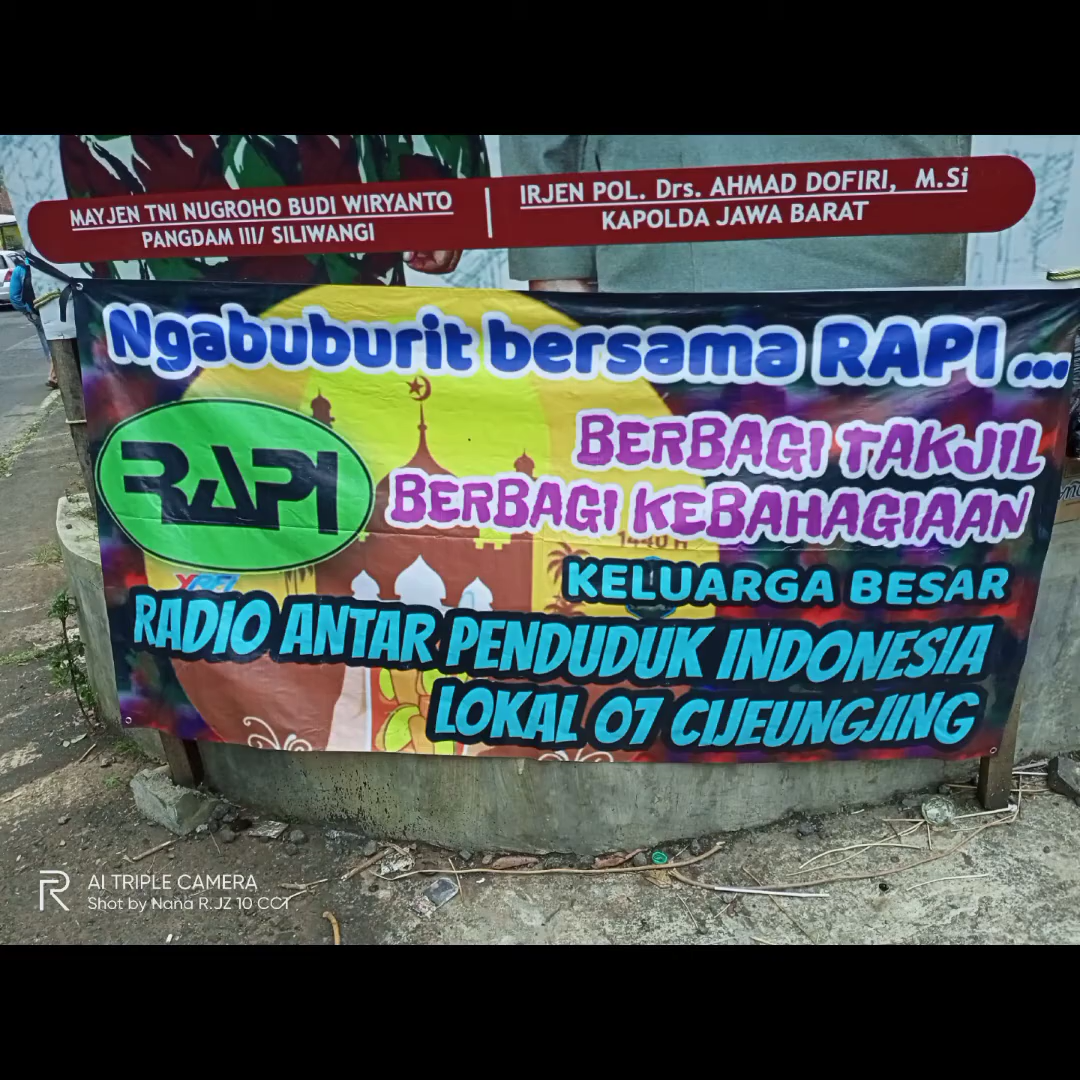 MAYJEN TNI NUGROHO BUDI WIRYANTO
PANGDAM III/ SILIWANGI
IRJEN POL. Drs. AHMAD DOFIRI, M.Si
KAPOLDA JAWA BARAT
Ngabuburit bersama RAPI ...
RAPI
BERBAGI TAKJIL
BERBAGI KEBAHAGIAAN
1440 H
KELUARGA BESAR
RADIO ANTAR PENDUDUK INDONESIA
LOKAL 07 CIJEUNGJING
R
AI TRIPLE CAMERA
Shot by Nana R.JZ 10 CCT